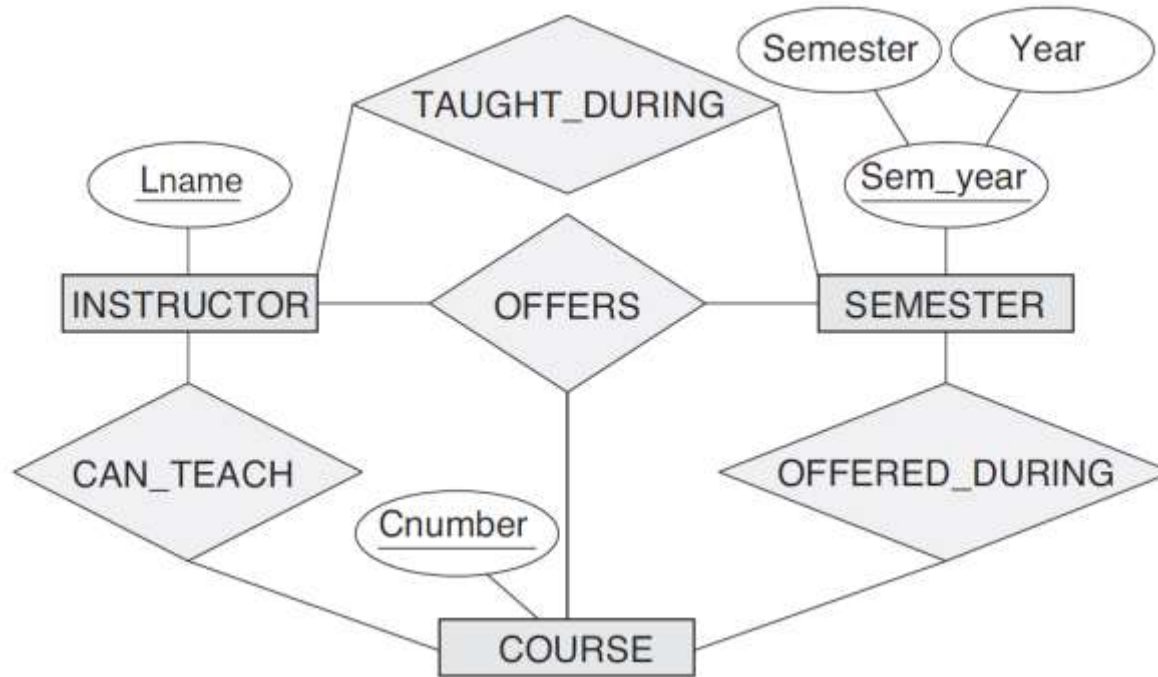 Semester
Year
TAUGHT_DURING
Lname
Sem_year
INSTRUCTOR
OFFERS
SEMESTER
CAN_TEACH
OFFERED_DURING
Cnumber
COURSE